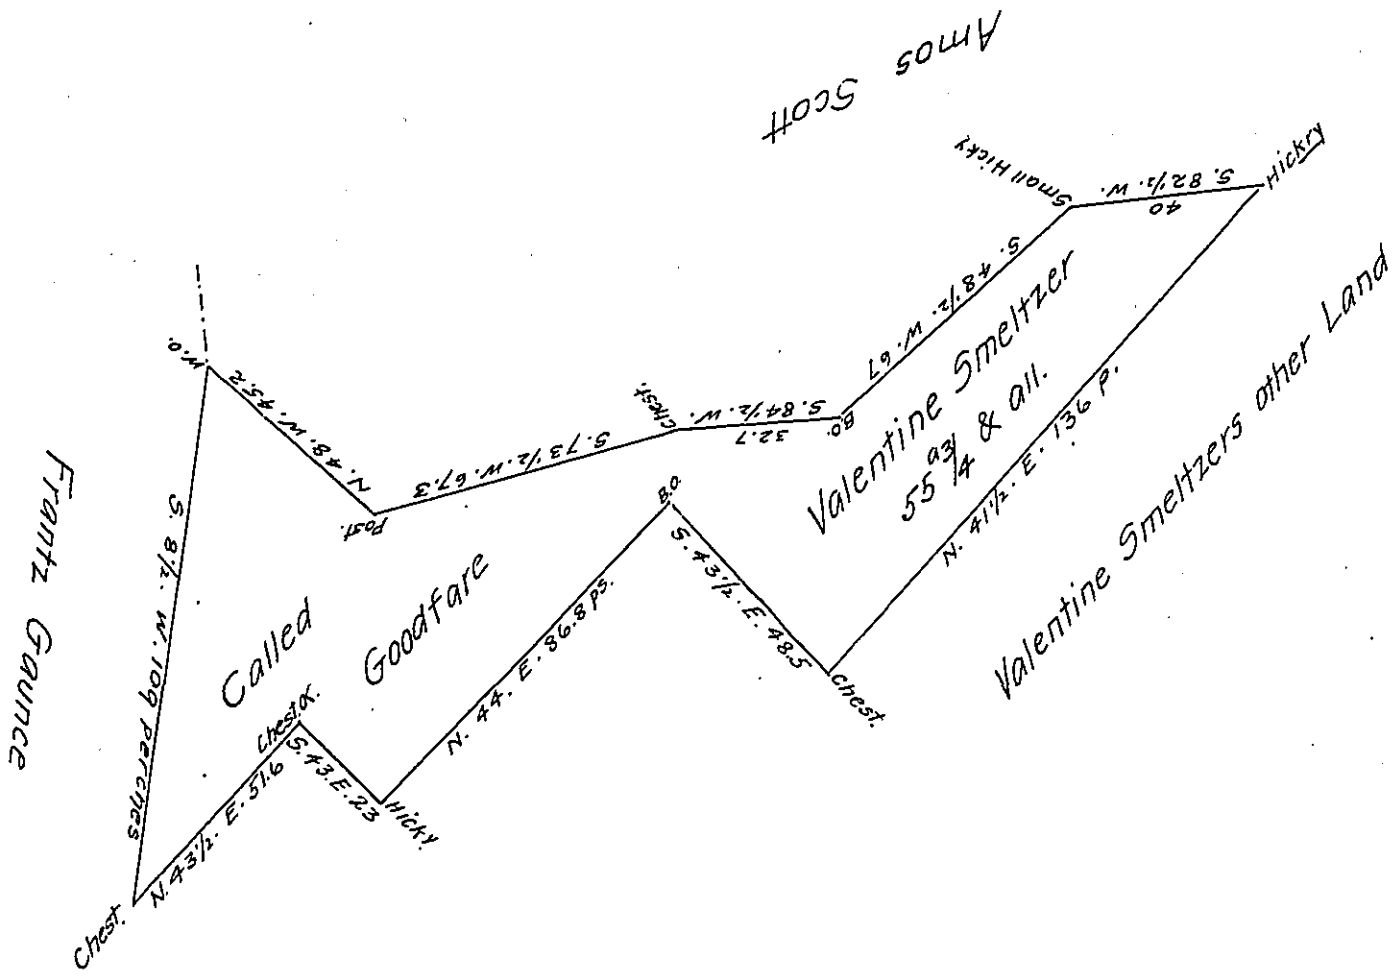 Amos Scott
Hickry
S. 82 1/2. W.
40
Small Hicky
S. 48 1/2. W. 67
B.O.
S. 84 1/2. W.
32.7
Chest.
S. 73 1/2. W. 67.3
Post.
N. 48. W. 45.2
W.O.
S. 8 1/2. W. 109 Perches
Chest.
N. 43 1/2. E. 51.6
Chest. O.
S. 43. E. 23
Hicky
N. 44. E. 86.8 ps.
B.O.
S. 43 1/2. E. 48.5
Chest.
N. 41 1/2. E. 136 p.
Valentine Smeltzer
55 a 3/4 & all.
Called
Goodfare
Valentine Smeltzers other Land
Frantz Gaunce